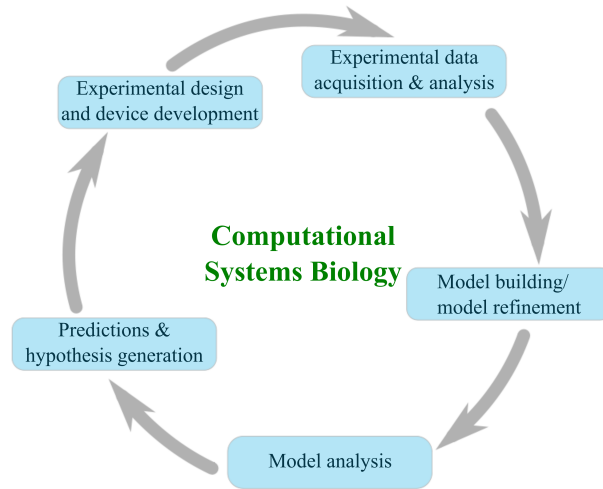 Experimental data
acquisition & analysis
Experimental design
and device development
Computational
Systems Biology
Model building/
model refinement
Predictions &
hypothesis generation
Model analysis